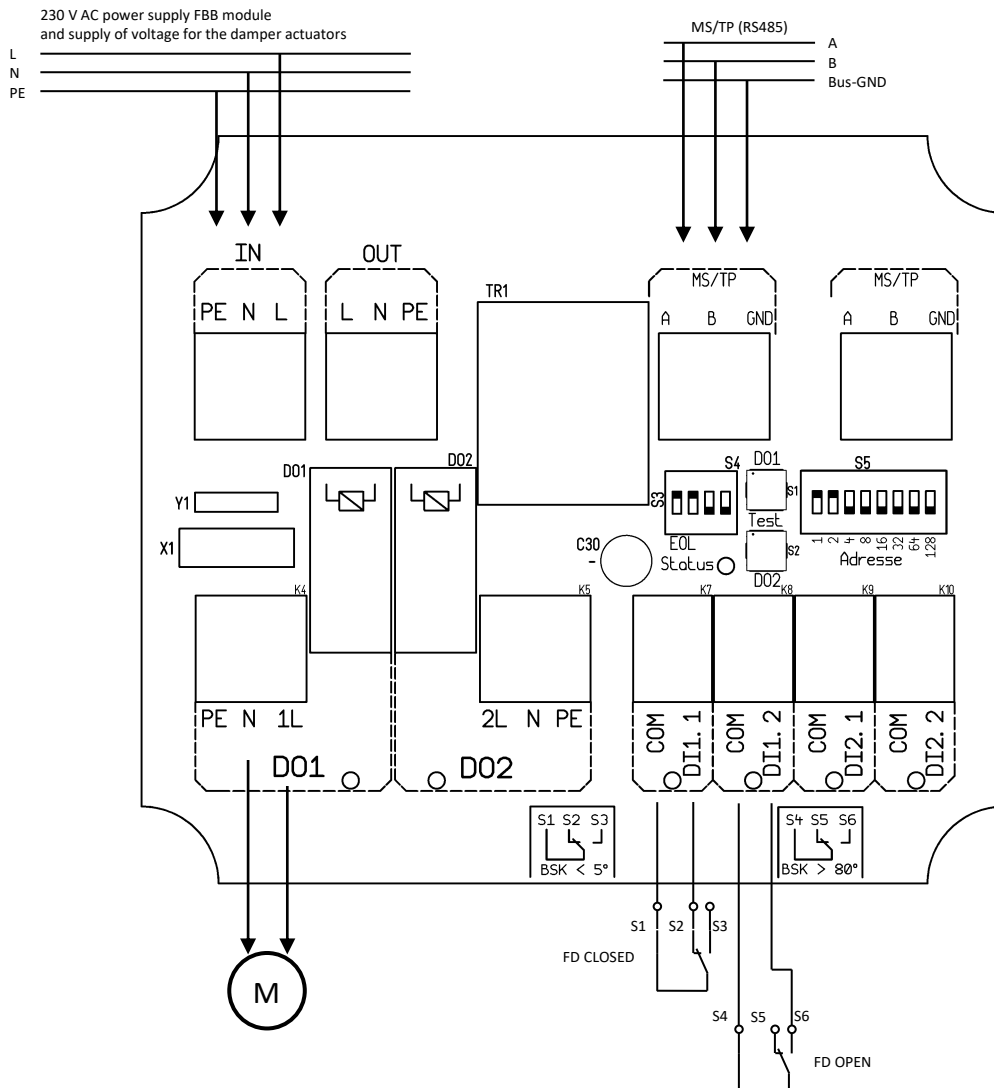 230 V AC power supply FBB module
and supply of voltage for the damper actuators
L
N
PE
MS/TP (RS485)
A
B
Bus-GND
IN
OUT
PE N L
L N PE
TR1
MS/TP
A B GND
MS/TP
A B GND
DO1
DO2
S3
S4
DO1
S1
Test
S2
DO2
S5
1 2 4 8 16 32 64 128
Adresse
EOL
Status
Y1
X1
C30
-
K4
K5
K7
K8
K9
K10
PE N 1L
DO1
2L N PE
DO2
COM
DI1.1
COM
DI1.2
COM
DI2.1
COM
DI2.2
S1 S2 S3
BSK < 5°
S4 S5 S6
BSK > 80°
S1 S2 S3
FD CLOSED
M
S4 S5 S6
FD OPEN